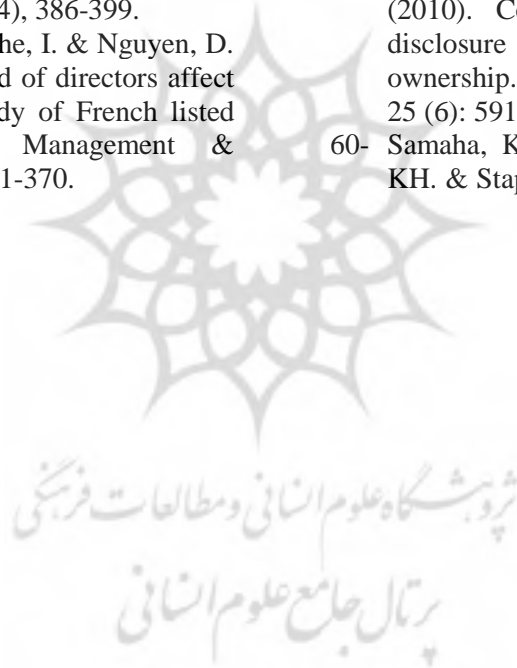 4), 386-399.
he, I. & Nguyen, D.
d of directors affect
dy of French listed
Management &
1-370.
(2010). Co
disclosure
ownership.
25 (6): 591
60- Samaha, K
KH. & Stap
پژوهشگاه علوم انسانی و مطالعات فرهنگی
پرتال جامع علوم انسانی